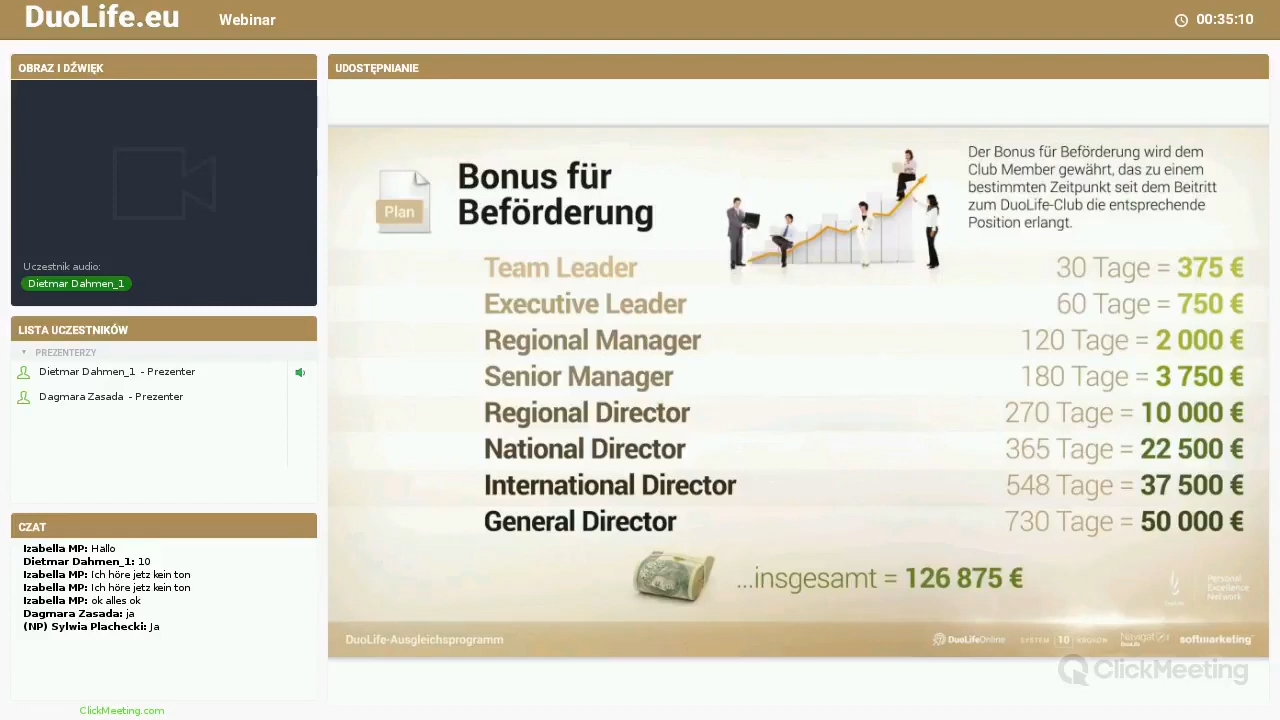 DuoLife.eu Webinar 00:35:10
OBRAZ I DŹWIĘK
Uczestnik audio:
Dietmar Dahmen_1
LISTA UCZESTNIKÓW
PREZENTERZY
Dietmar Dahmen_1 - Prezenter
Dagmara Zasada - Prezenter
CZAT
Izabella MP: Hallo
Dietmar Dahmen_1: 10
Izabella MP: Ich höre jetz kein ton
Izabella MP: Ich höre jetz kein ton
Izabella MP: ok alles ok
Dagmara Zasada: ja
(NP) Sylwia Plachecki: Ja
ClickMeeting.com
UDOSTĘPNIANIE
Plan
Bonus für
Beförderung
Der Bonus für Beförderung wird dem
Club Member gewährt, das zu einem
bestimmten Zeitpunkt seit dem Beitritt
zum DuoLife-Club die entsprechende
Position erlangt.
Team Leader 30 Tage = 375 €
Executive Leader 60 Tage = 750 €
Regional Manager 120 Tage = 2 000 €
Senior Manager 180 Tage = 3 750 €
Regional Director 270 Tage = 10 000 €
National Director 365 Tage = 22 500 €
International Director 548 Tage = 37 500 €
General Director 730 Tage = 50 000 €
...insgesamt = 126 875 €
Personal
Excellence
Network
DuoLife-Ausgleichsprogramm
DuoLifeOnline SYSTEM 10 KROKÓW Navigator softmarketing
ClickMeeting